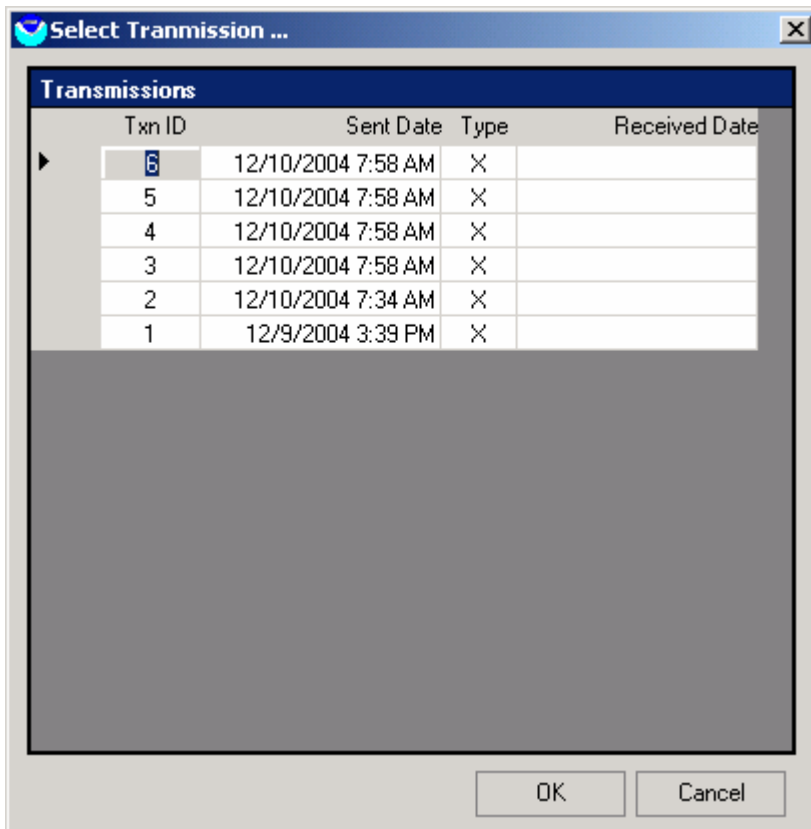 Select Tranmission ...
Transmissions
Txn ID Sent Date Type Received Date
6 12/10/2004 7:58 AM X
5 12/10/2004 7:58 AM X
4 12/10/2004 7:58 AM X
3 12/10/2004 7:58 AM X
2 12/10/2004 7:34 AM X
1 12/9/2004 3:39 PM X
OK Cancel